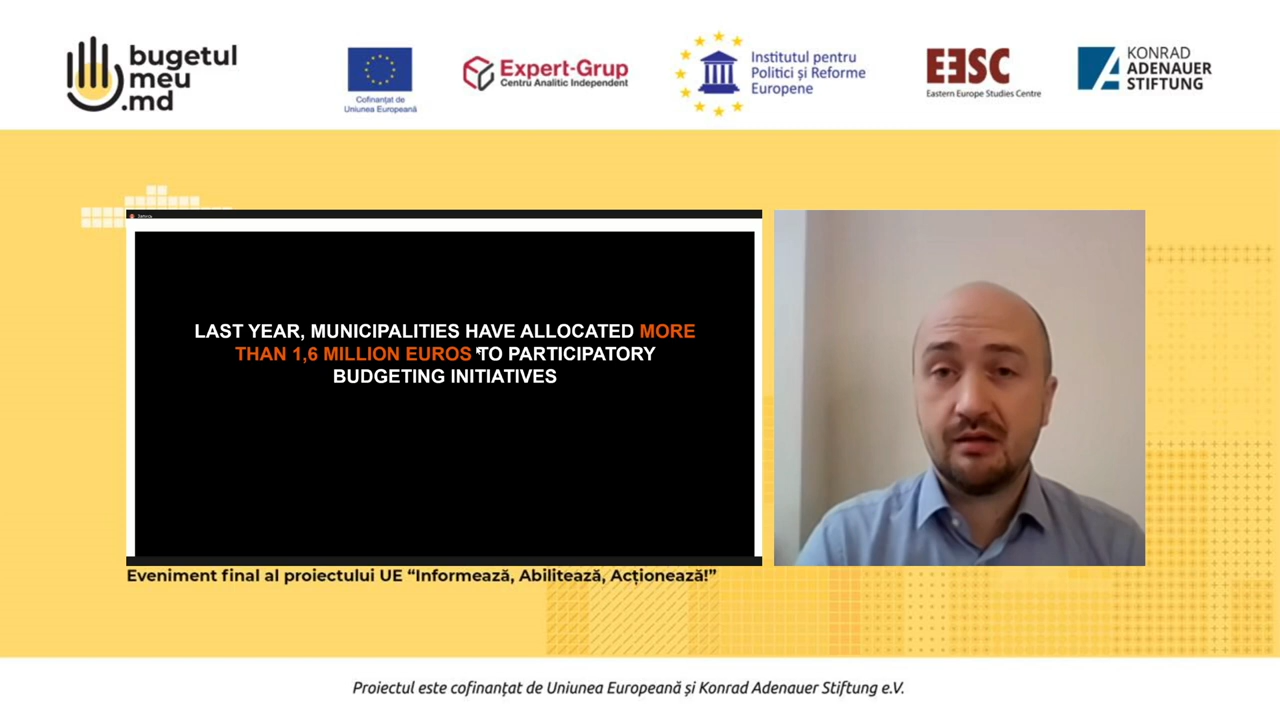 bugetul
meu
.md
Cofinanțat de
Uniunea Europeană
Expert-Grup
Centru Analitic Independent
Institutul pentru
Politici și Reforme
Europene
EESC
Eastern Europe Studies Centre
KONRAD
ADENAUER
STIFTUNG
LAST YEAR, MUNICIPALITIES HAVE ALLOCATED MORE
THAN 1,6 MILLION EUROS TO PARTICIPATORY
BUDGETING INITIATIVES
Eveniment final al proiectului UE “Informează, Abilitează, Acționează!”
Proiectul este cofinanțat de Uniunea Europeană și Konrad Adenauer Stiftung e.V.